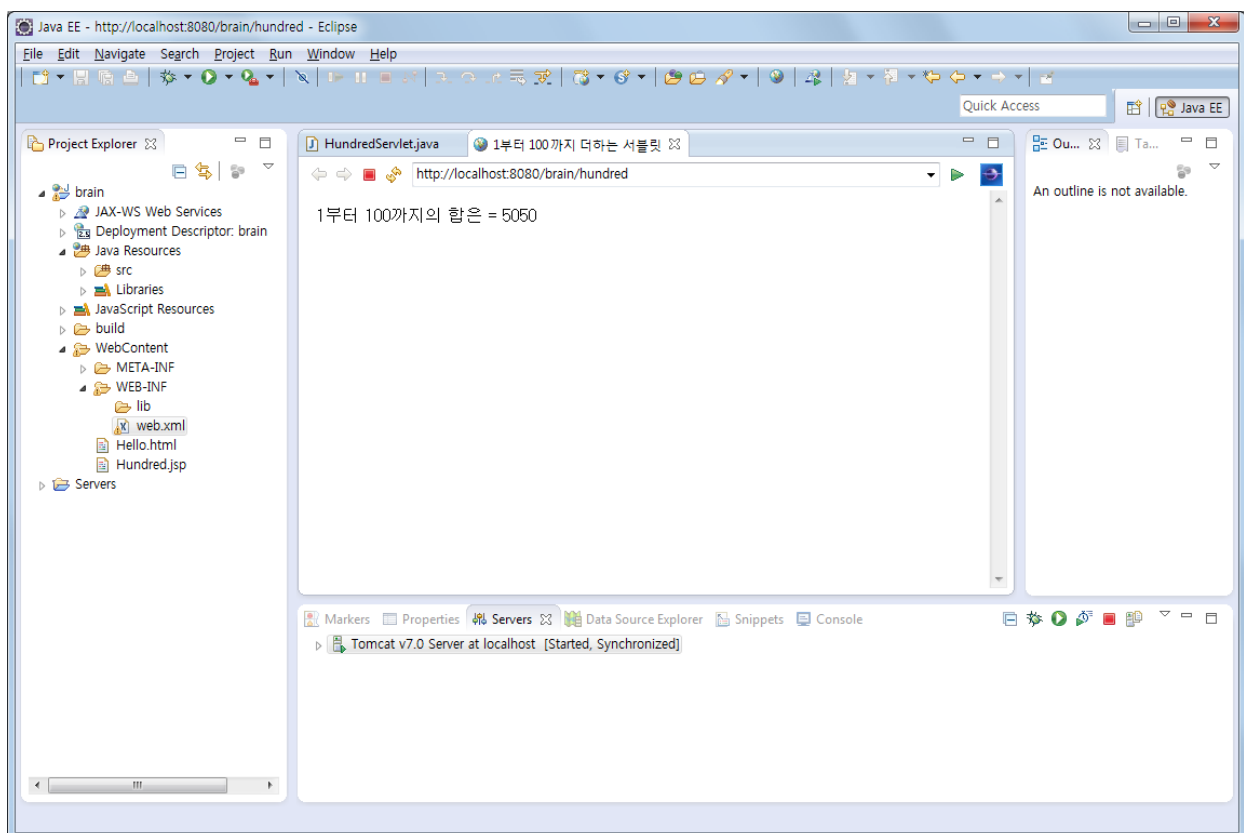 Java EE - http://localhost:8080/brain/hundred - Eclipse
File Edit Navigate Search Project Run Window Help
Quick Access
Java EE
Project Explorer
brain
JAX-WS Web Services
Deployment Descriptor: brain
Java Resources
src
Libraries
JavaScript Resources
build
WebContent
META-INF
WEB-INF
lib
web.xml
Hello.html
Hundred.jsp
Servers
HundredServlet.java
1부터 100까지 더하는 서블릿
http://localhost:8080/brain/hundred
1부터 100까지의 합은 = 5050
Ou...
Ta...
An outline is not available.
Markers
Properties
Servers
Data Source Explorer
Snippets
Console
Tomcat v7.0 Server at localhost [Started, Synchronized]